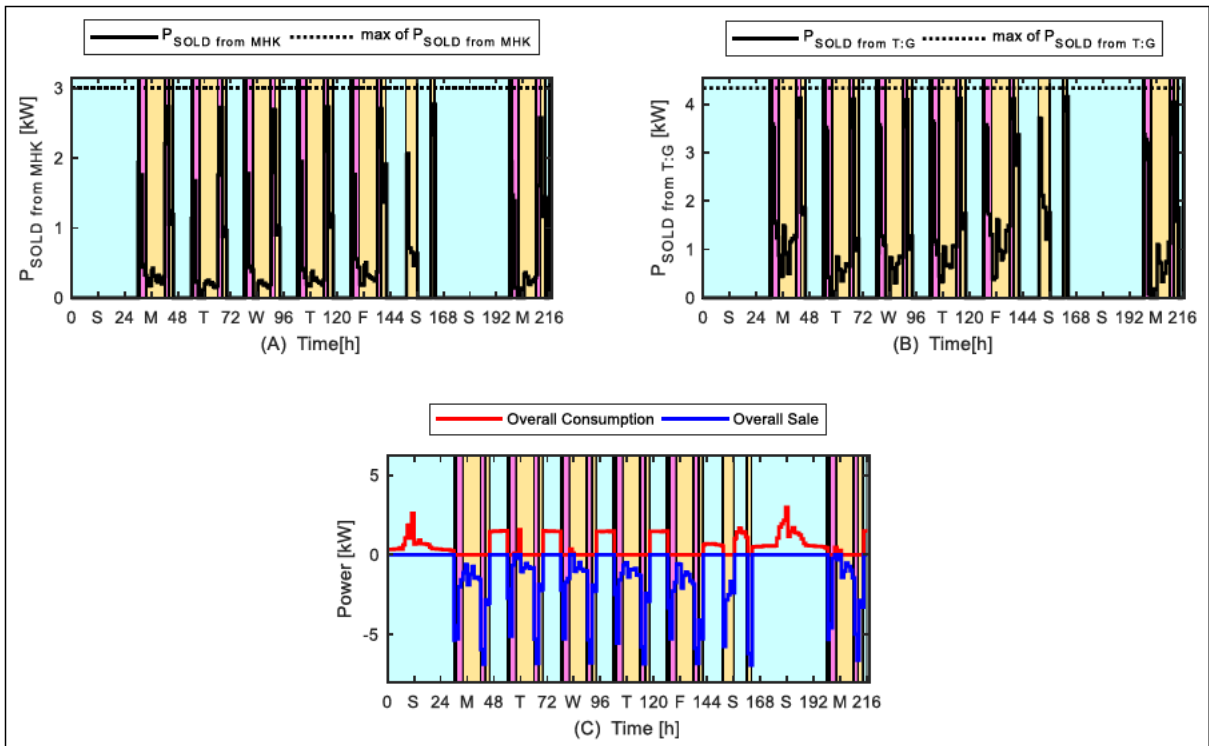 P SOLD from MHK max of P SOLD from MHK
P SOLD from MHK [kW]
3
2
1
0
0 S 24 M 48 T 72 W 96 T 120 F 144 S 168 S 192 M 216
(A) Time[h]
P SOLD from T:G max of P SOLD from T:G
P SOLD from T:G [kW]
4
3
2
1
0
0 S 24 M 48 T 72 W 96 T 120 F 144 S 168 S 192 M 216
(B) Time[h]
Overall Consumption Overall Sale
Power [kW]
5
0
-5
0 S 24 M 48 T 72 W 96 T 120 F 144 S 168 S 192 M 216
(C) Time [h]